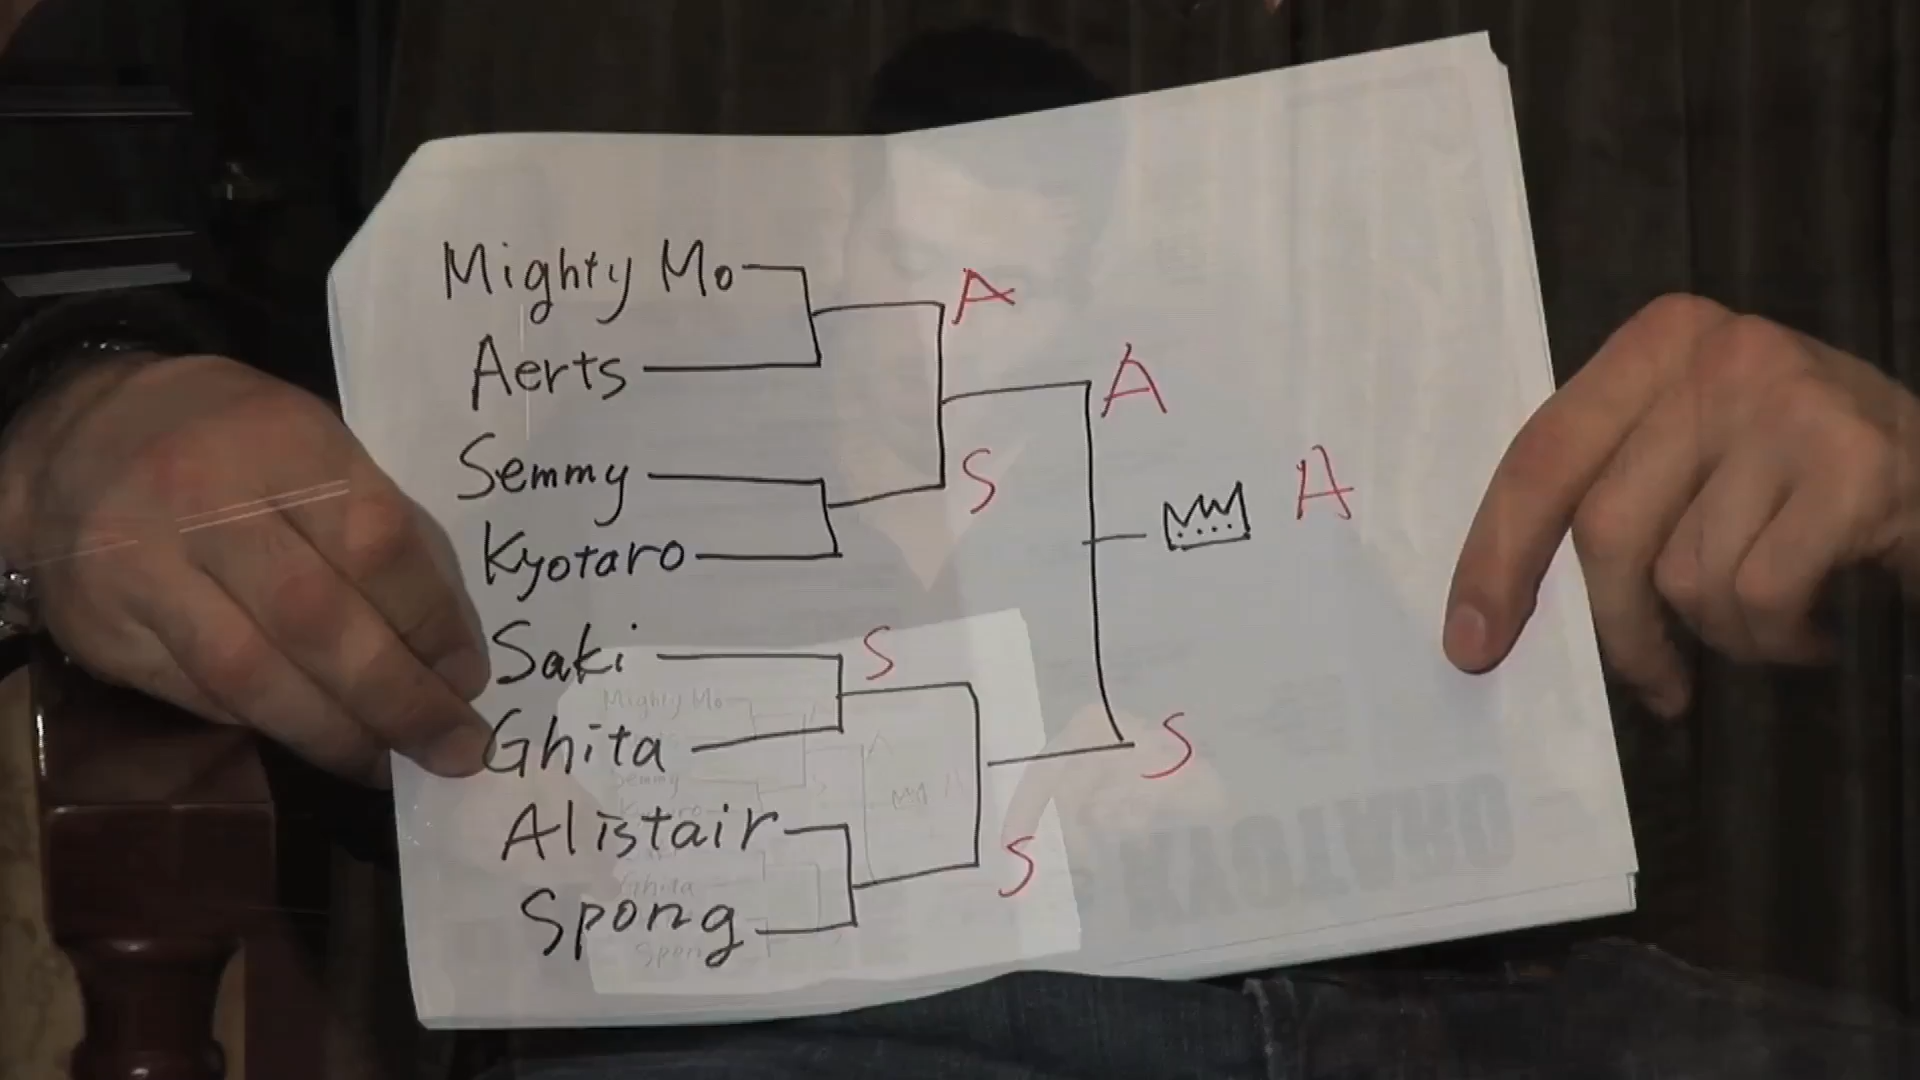 Mighty Mo
A
Aerts
A
Semmy
S
A
Kyotaro
Saki
S
Ghita
S
Alistair
S
Spong